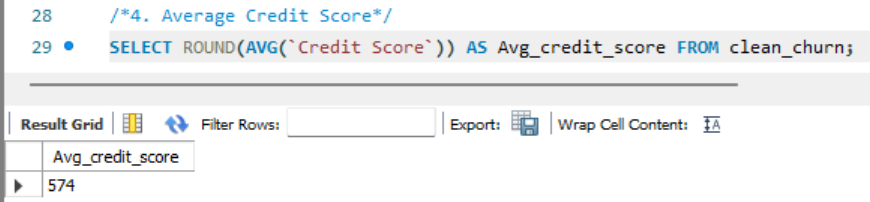 28 /*4. Average Credit Score*/
29 SELECT ROUND(AVG(`Credit Score`)) AS Avg_credit_score FROM clean_churn;
Result Grid Filter Rows: Export: Wrap Cell Content: IA
Avg_credit_score
574